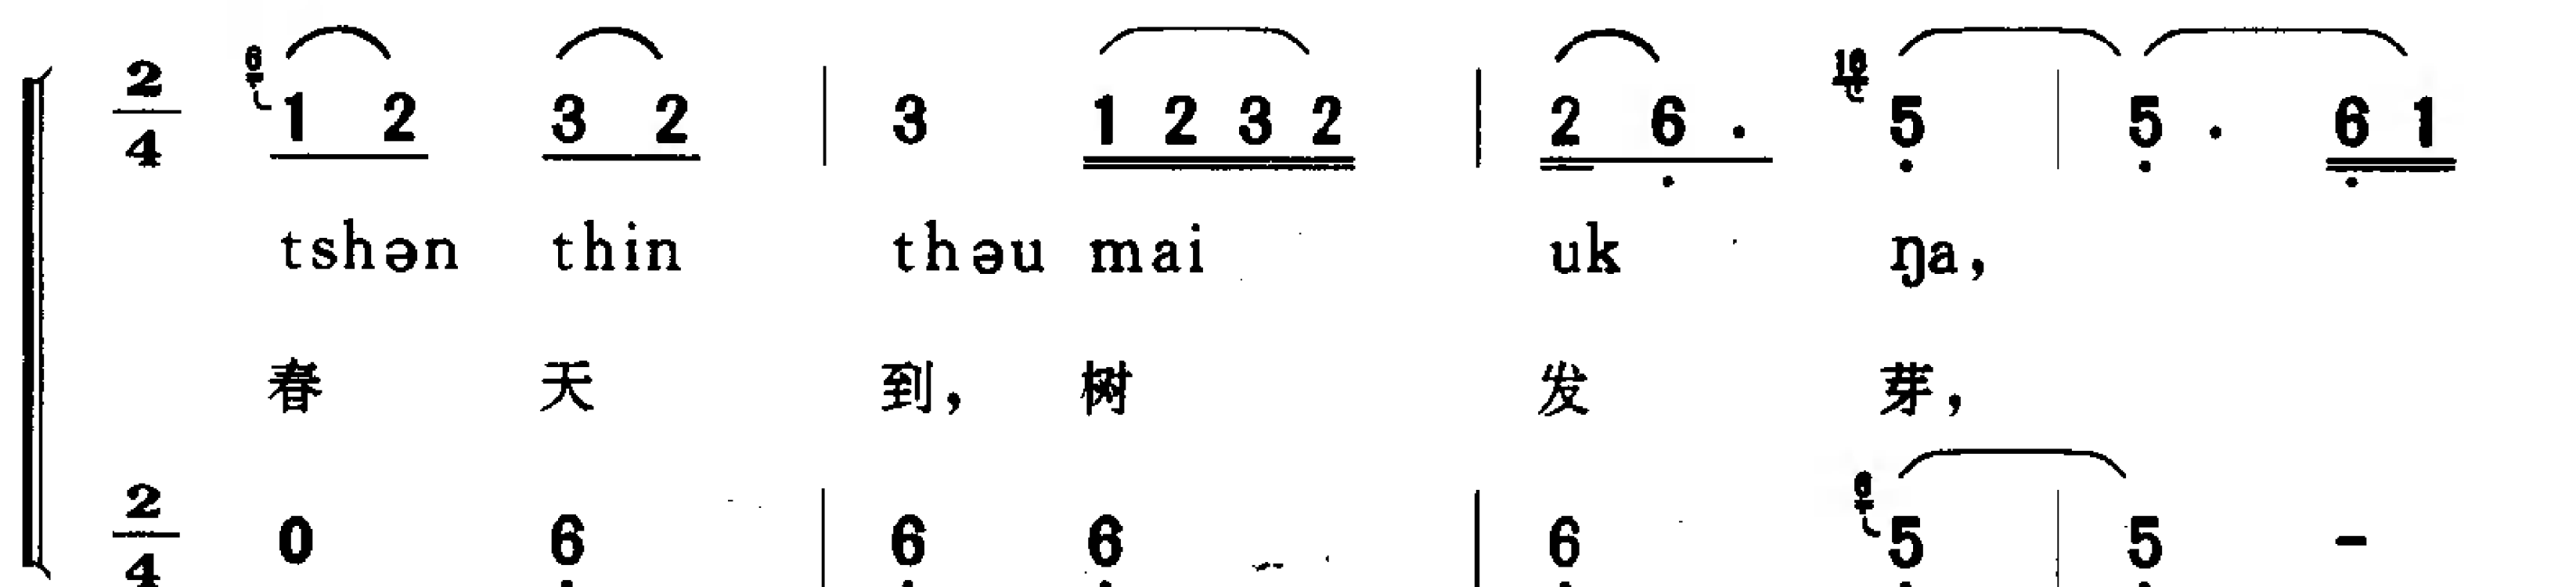 2/4 1 2 3 2 | 3 1 2 3 2 | 2 6 . 5 | 5 . 6 1
tshən thin thəu mai uk ŋa,
春 天 到, 树 发 芽,
2/4 0 6 | 6 6 | 6 5 | 5 -